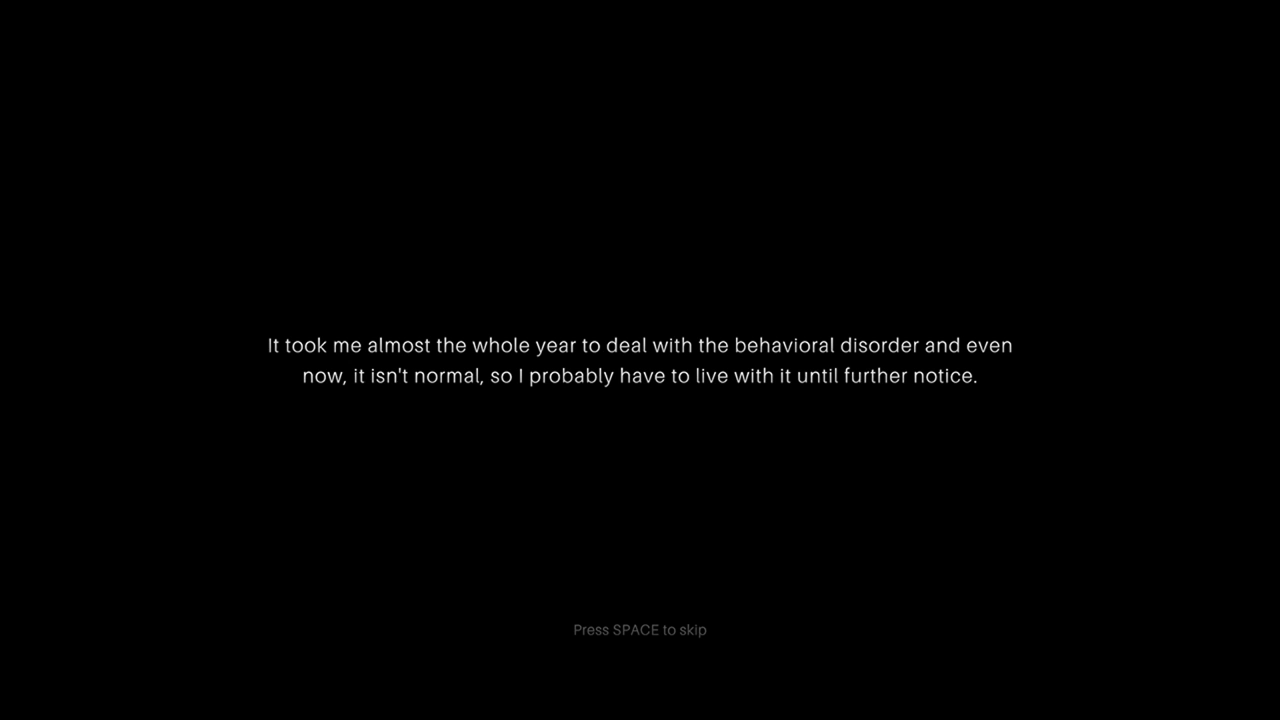 It took me almost the whole year to deal with the behavioral disorder and even
now, it isn't normal, so I probably have to live with it until further notice.
Press SPACE to skip